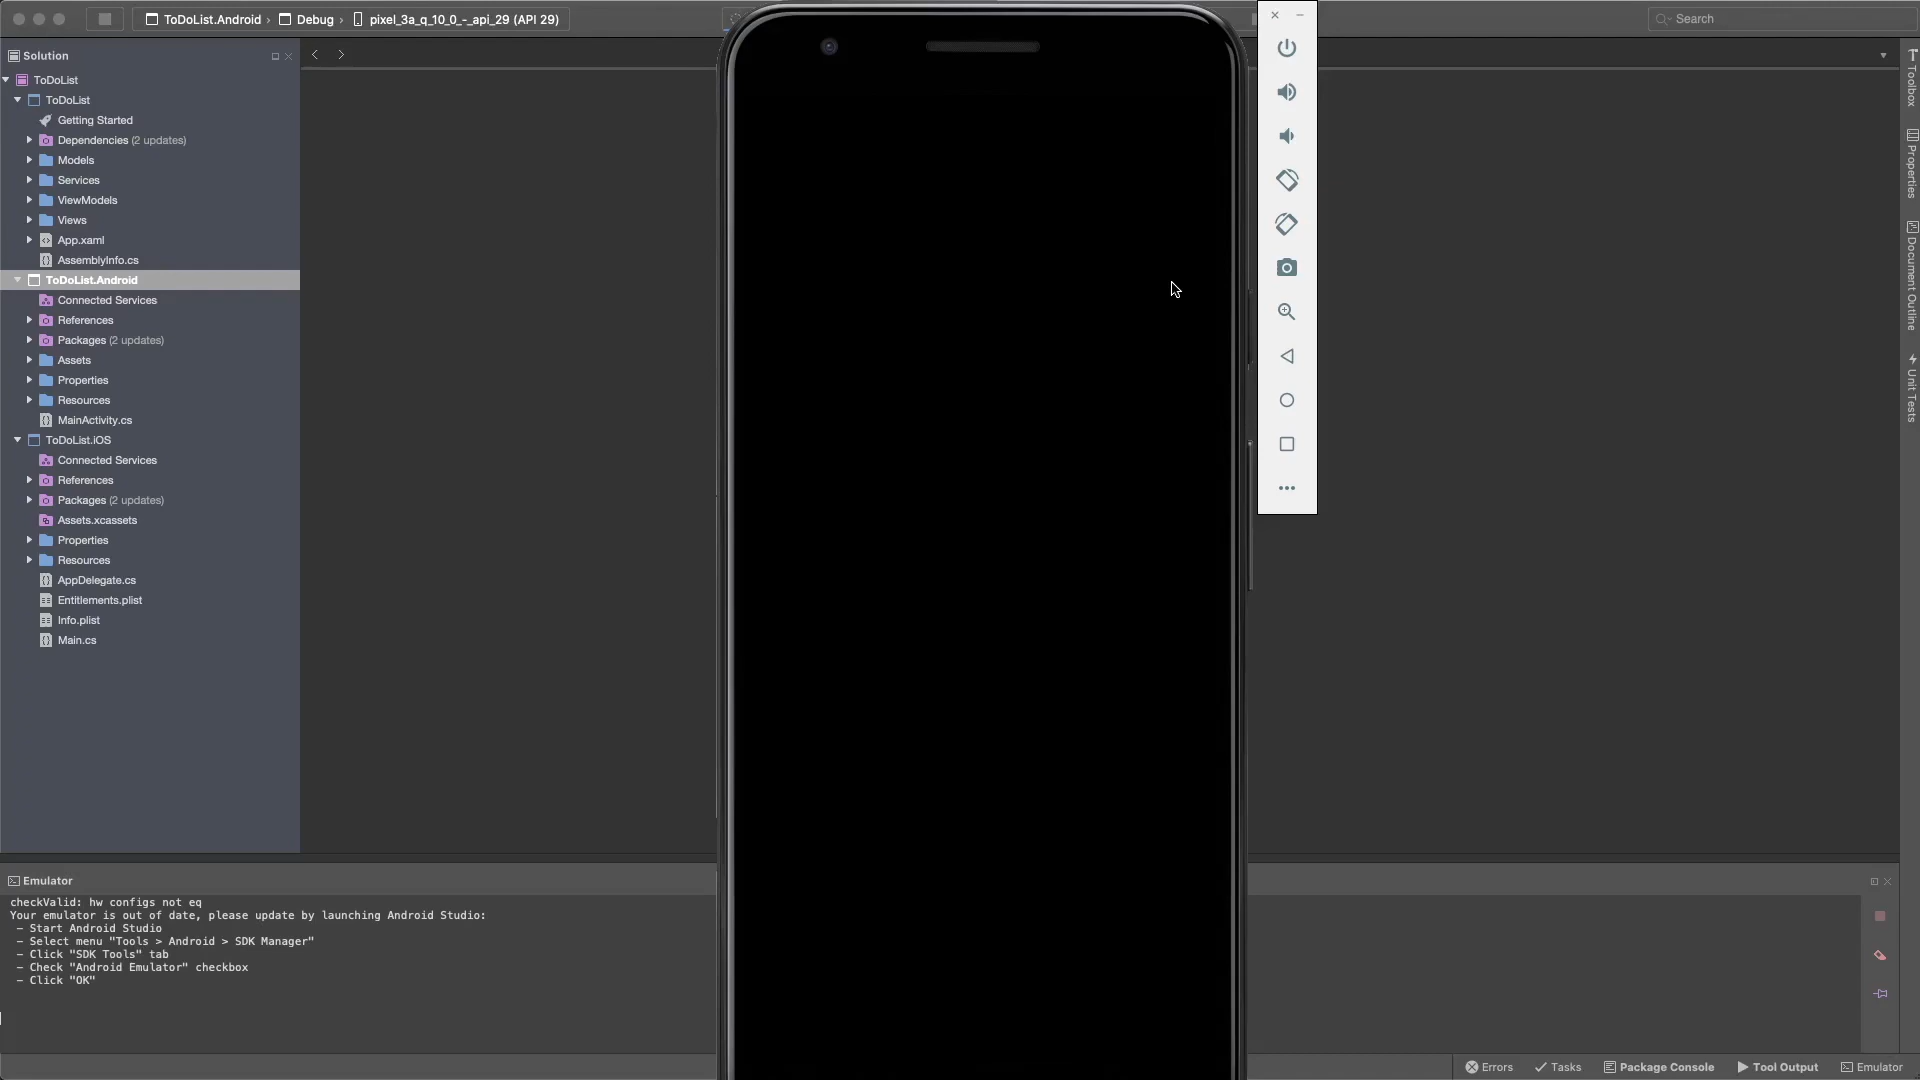 ToDoList.Android › Debug › pixel_3a_q_10_0_-_api_29 (API 29)
Search
Solution
ToDoList
ToDoList
Getting Started
Dependencies (2 updates)
Models
Services
ViewModels
Views
App.xaml
AssemblyInfo.cs
ToDoList.Android
Connected Services
References
Packages (2 updates)
Assets
Properties
Resources
MainActivity.cs
ToDoList.iOS
Connected Services
References
Packages (2 updates)
Assets.xcassets
Properties
Resources
AppDelegate.cs
Entitlements.plist
Info.plist
Main.cs
Toolbox
Properties
Document Outline
Unit Tests
Emulator
checkValid: hw configs not eq
Your emulator is out of date, please update by launching Android Studio:
- Start Android Studio
- Select menu "Tools > Android > SDK Manager"
- Click "SDK Tools" tab
- Check "Android Emulator" checkbox
- Click "OK"
Errors
Tasks
Package Console
Tool Output
Emulator